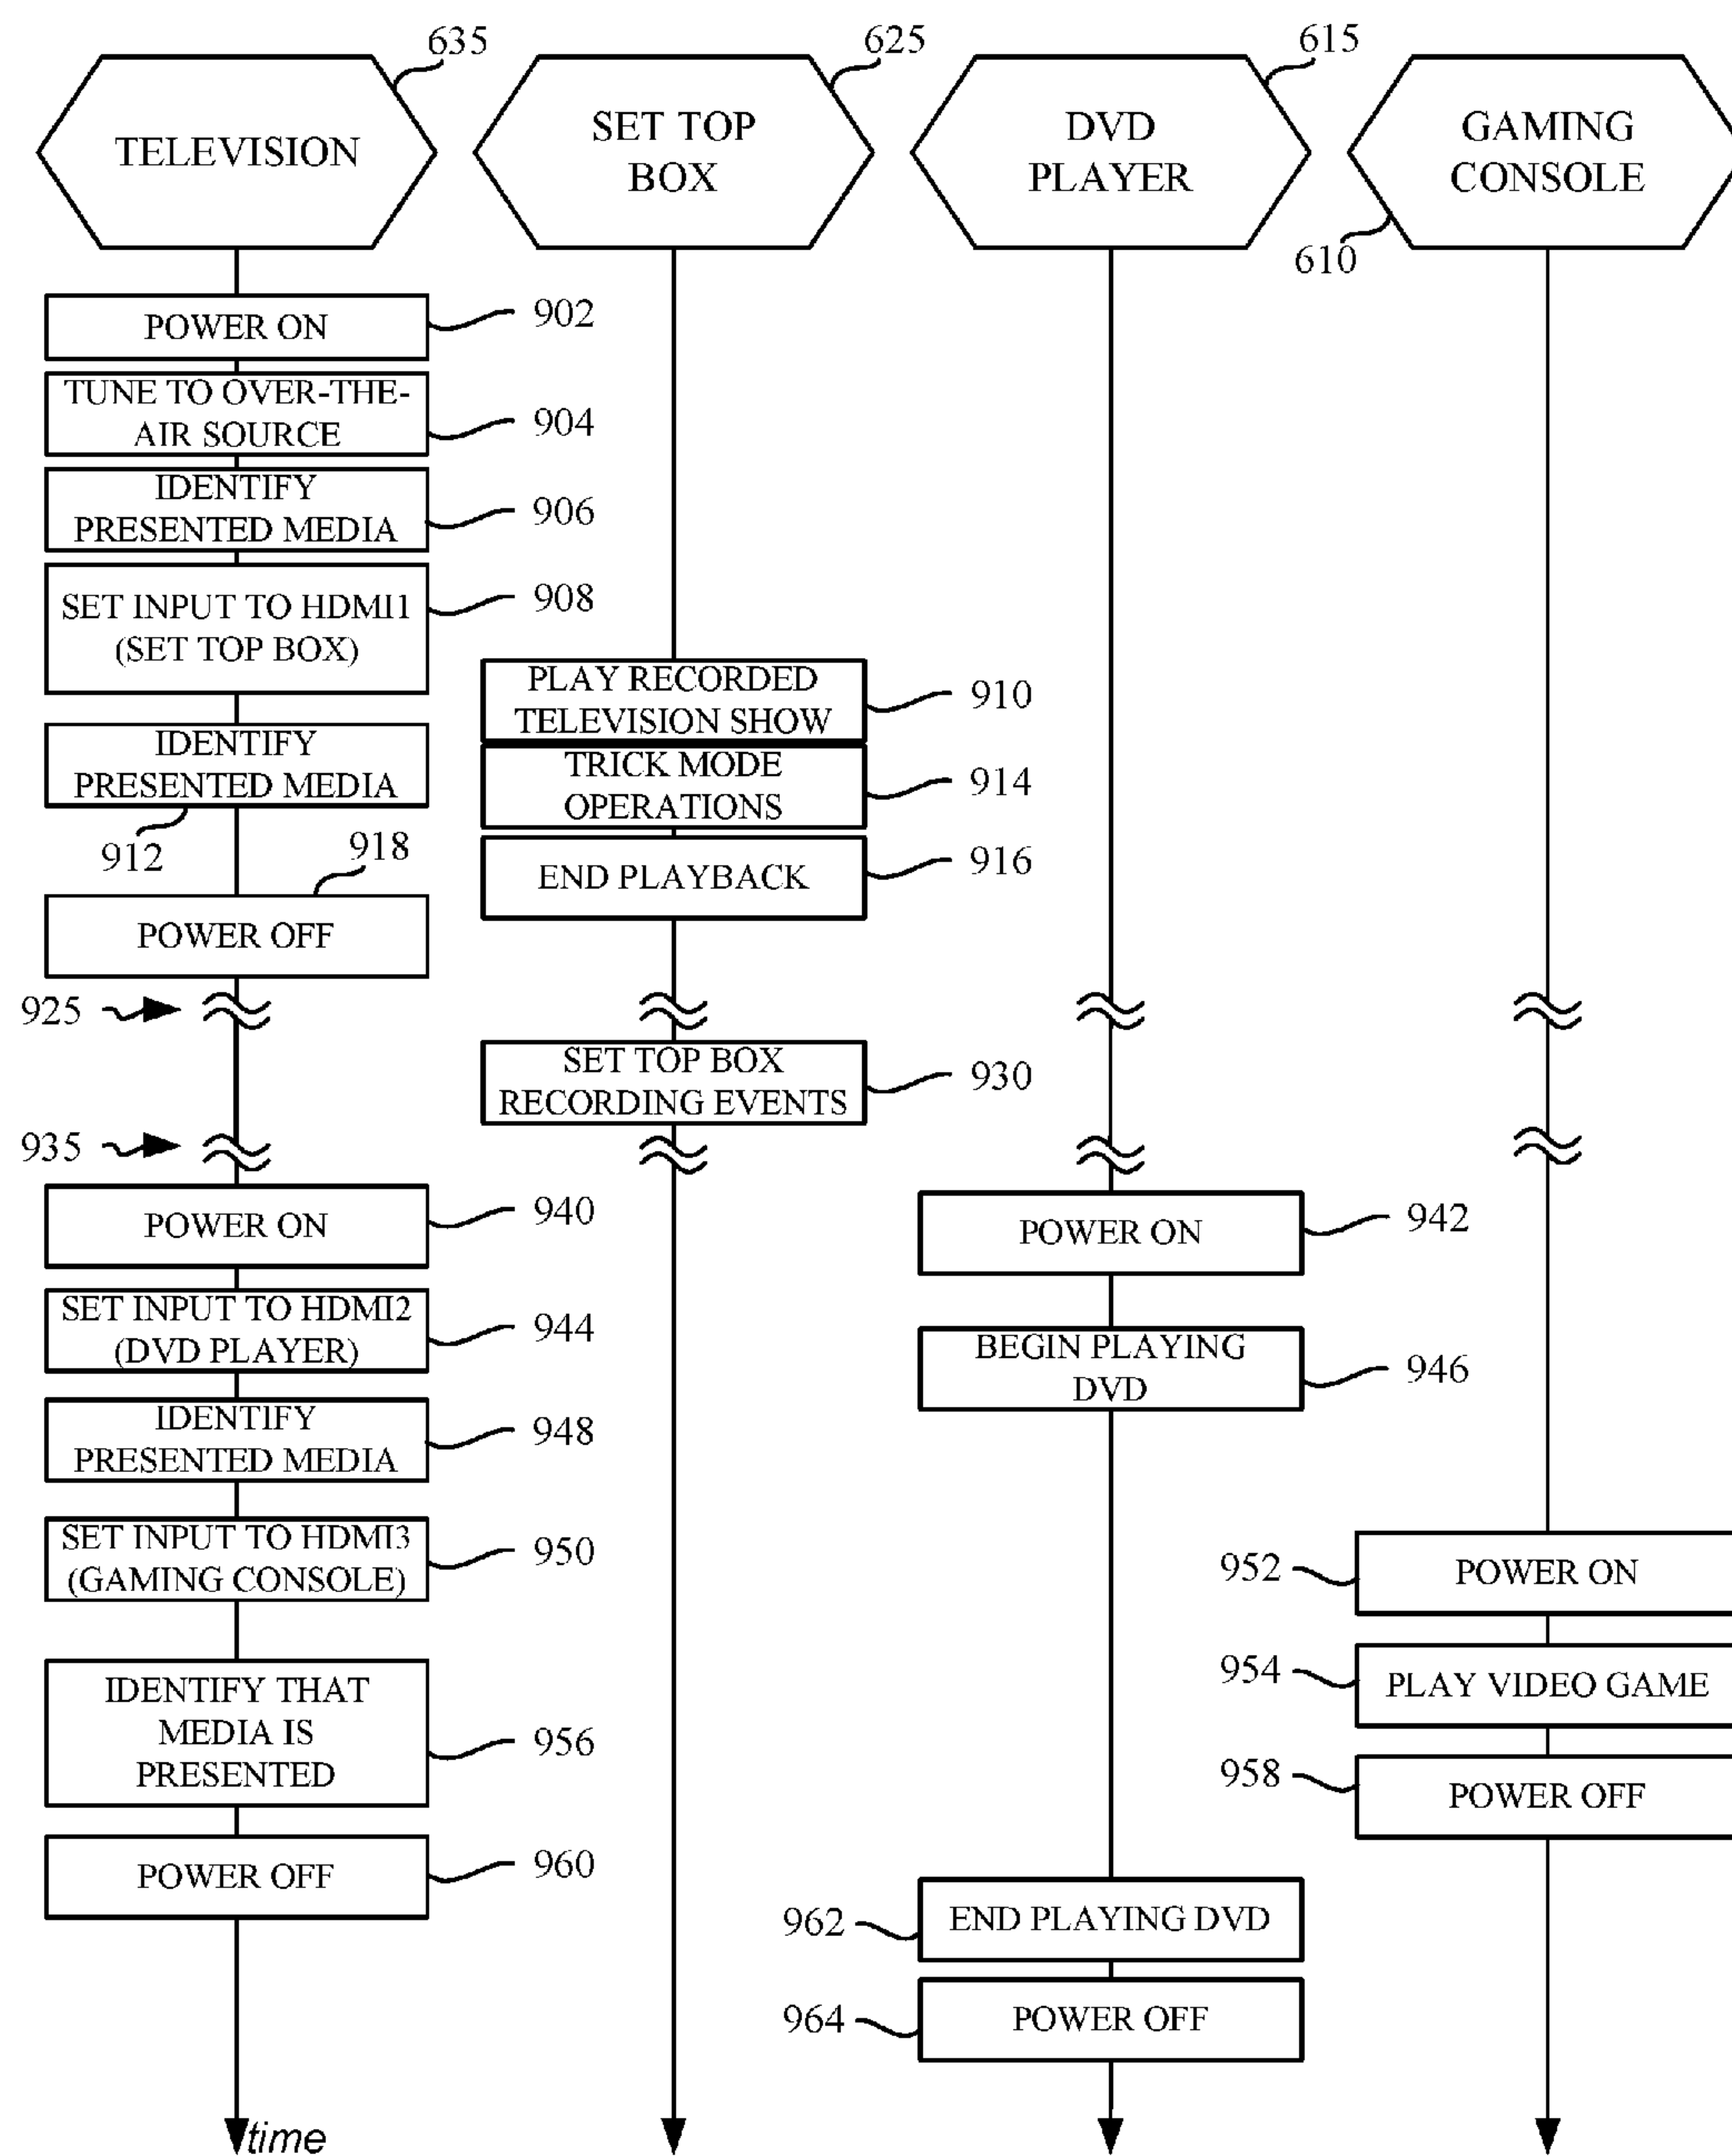 635
625
615
TELEVISION
SET TOP
BOX
DVD
PLAYER
GAMING
CONSOLE
610
POWER ON
902
TUNE TO OVER-THE-
AIR SOURCE
904
IDENTIFY
PRESENTED MEDIA
906
SET INPUT TO HDMI1
(SET TOP BOX)
908
PLAY RECORDED
TELEVISION SHOW
910
IDENTIFY
PRESENTED MEDIA
912
TRICK MODE
OPERATIONS
914
END PLAYBACK
916
918
POWER OFF
925
SET TOP BOX
RECORDING EVENTS
930
935
POWER ON
940
POWER ON
942
SET INPUT TO HDMI2
(DVD PLAYER)
944
BEGIN PLAYING
DVD
946
IDENTIFY
PRESENTED MEDIA
948
SET INPUT TO HDMI3
(GAMING CONSOLE)
950
952
POWER ON
954
PLAY VIDEO GAME
IDENTIFY THAT
MEDIA IS
PRESENTED
956
958
POWER OFF
POWER OFF
960
962
END PLAYING DVD
964
POWER OFF
time